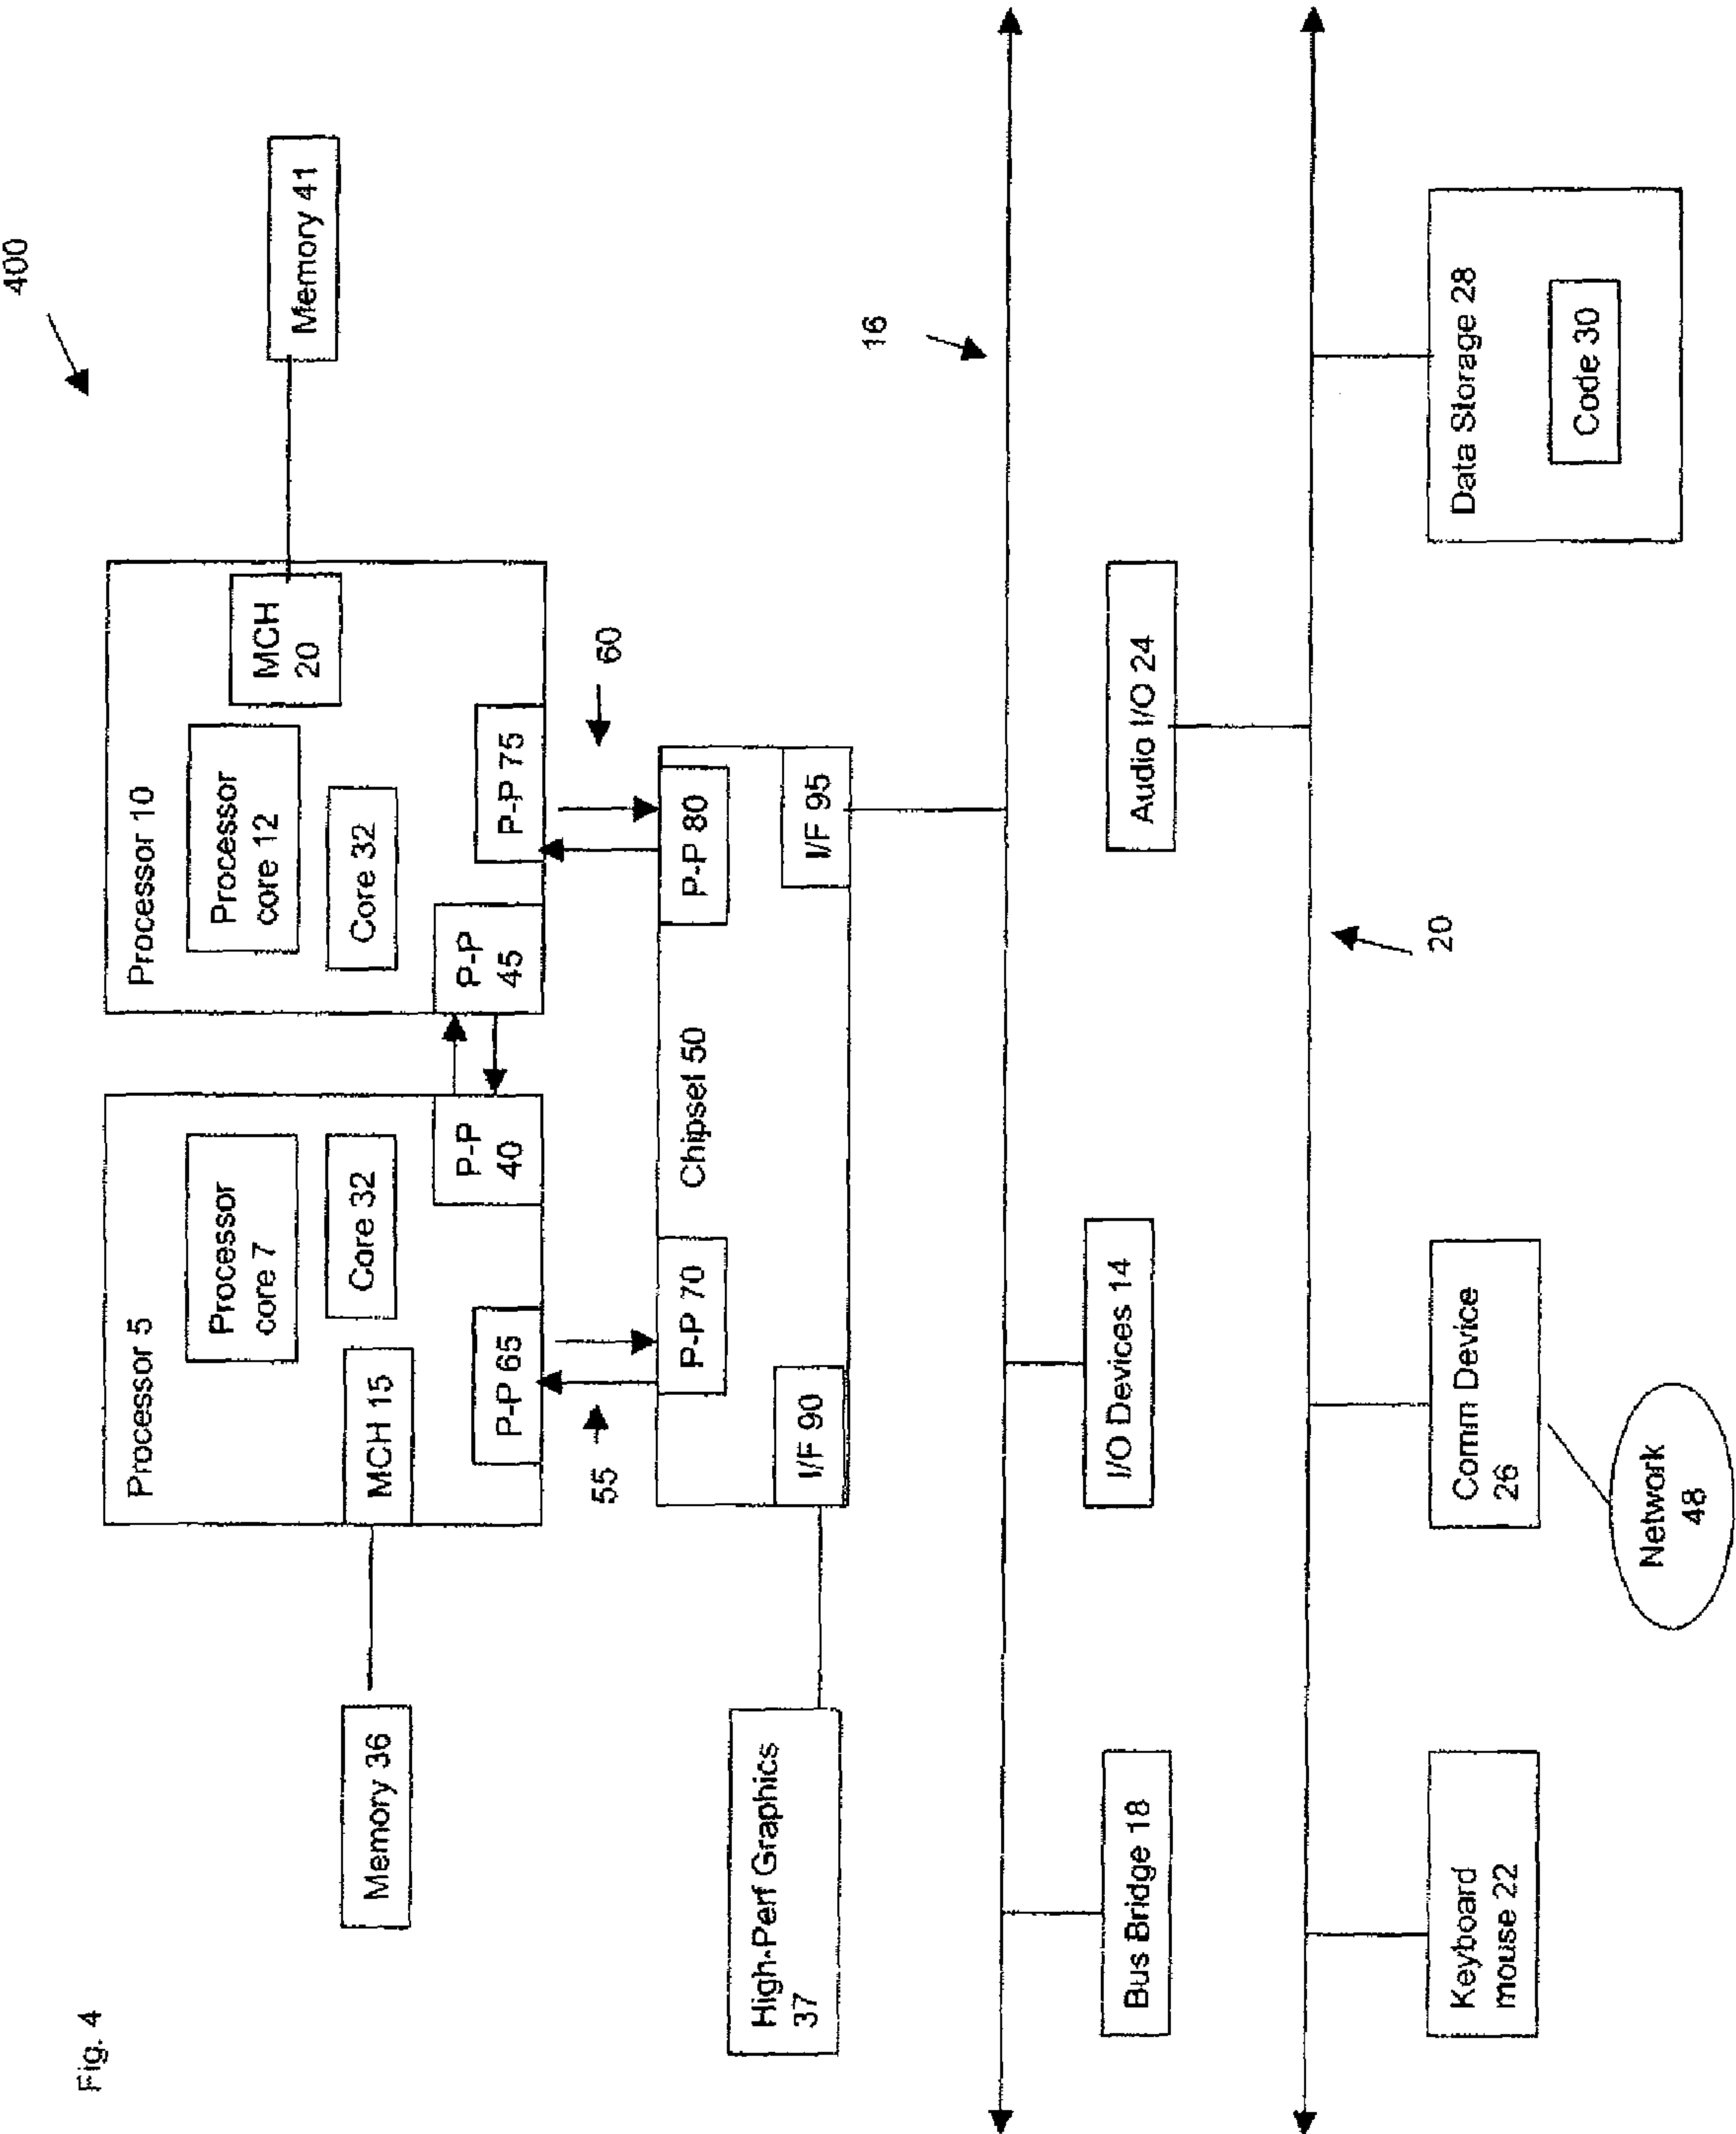 Fig. 4
400
Processor 5
Processor
core 7
Core 32
MCH 15
P-P 65
P-P
40
Processor 10
Processor
core 12
Core 32
MCH
20
P-P
45
P-P 75
Memory 36
Memory 41
55
60
P-P 70
Chipset 50
P-P 80
I/F 90
I/F 95
High-Perf Graphics
37
16
Bus Bridge 18
I/O Devices 14
Audio I/O 24
20
Keyboard
mouse 22
Comm Device
26
Network
48
Data Storage 28
Code 30